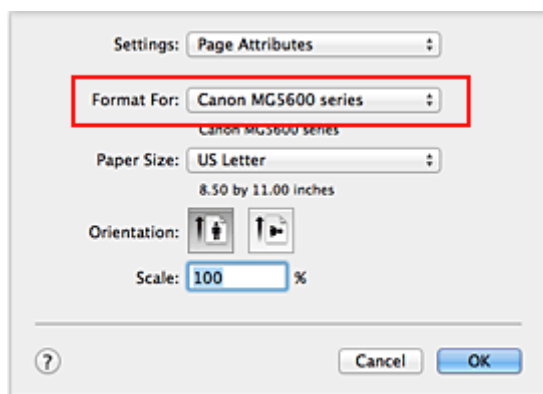 Settings: Page Attributes
Format For: Canon MG5600 series
Canon MG5600 series
Paper Size: US Letter
8.50 by 11.00 inches
Orientation:
Scale: 100 %
? Cancel OK